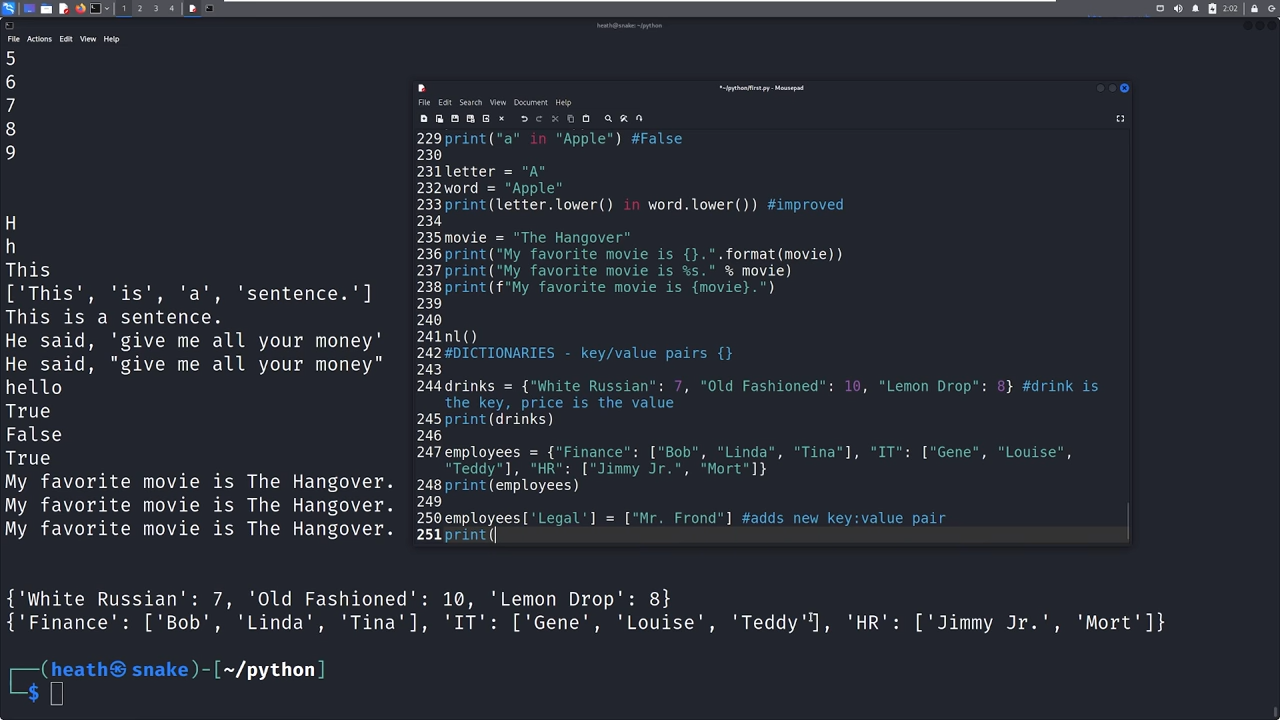 1 2 3 4
2:02
heath@snake: ~/python
File Actions Edit View Help
5
6
7
8
9
H
h
This
['This', 'is', 'a', 'sentence.']
This is a sentence.
He said, 'give me all your money'
He said, "give me all your money"
hello
True
False
True
My favorite movie is The Hangover.
My favorite movie is The Hangover.
My favorite movie is The Hangover.
{'White Russian': 7, 'Old Fashioned': 10, 'Lemon Drop': 8}
{'Finance': ['Bob', 'Linda', 'Tina'], 'IT': ['Gene', 'Louise', 'Teddy'], 'HR': ['Jimmy Jr.', 'Mort']}
┌──(heath㉿snake)-[~/python]
└─$
*~/python/first.py - Mousepad
File Edit Search View Document Help
229 print("a" in "Apple") #False
230
231 letter = "A"
232 word = "Apple"
233 print(letter.lower() in word.lower()) #improved
234
235 movie = "The Hangover"
236 print("My favorite movie is {}.".format(movie))
237 print("My favorite movie is %s." % movie)
238 print(f"My favorite movie is {movie}.")
239
240
241 nl()
242 #DICTIONARIES - key/value pairs {}
243
244 drinks = {"White Russian": 7, "Old Fashioned": 10, "Lemon Drop": 8} #drink is
the key, price is the value
245 print(drinks)
246
247 employees = {"Finance": ["Bob", "Linda", "Tina"], "IT": ["Gene", "Louise",
"Teddy"], "HR": ["Jimmy Jr.", "Mort"]}
248 print(employees)
249
250 employees['Legal'] = ["Mr. Frond"] #adds new key:value pair
251 print(